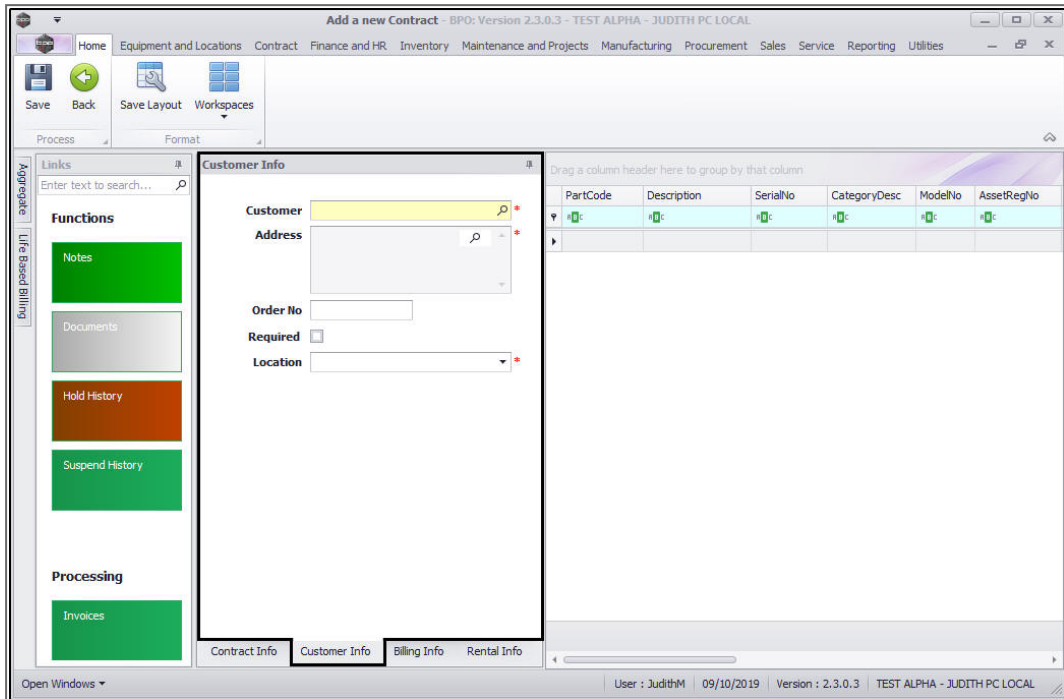 Add a new Contract - BPO: Version 2.3.0.3 - TEST ALPHA - JUDITH PC LOCAL
Home Equipment and Locations Contract Finance and HR Inventory Maintenance and Projects Manufacturing Procurement Sales Service Reporting Utilities
Save Back Save Layout Workspaces
Process Format
Aggregate
Life Based Billing
Links
Enter text to search...
Functions
Notes
Documents
Hold History
Suspend History
Processing
Invoices
Customer Info
Customer *
Address *
Order No
Required
Location *
Contract Info Customer Info Billing Info Rental Info
Drag a column header here to group by that column
PartCode Description SerialNo CategoryDesc ModelNo AssetRegNo
Open Windows User : JudithM 09/10/2019 Version : 2.3.0.3 TEST ALPHA - JUDITH PC LOCAL